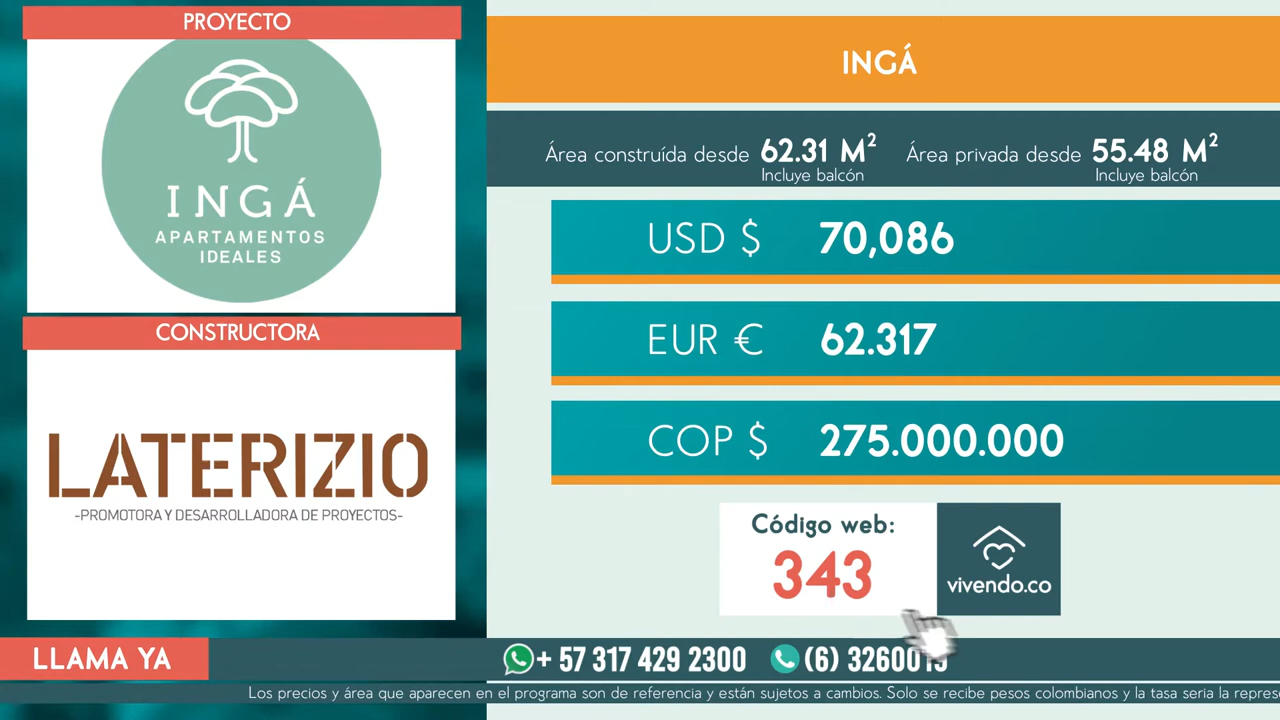 PROYECTO
INGÁ
APARTAMENTOS
IDEALES
CONSTRUCTORA
LATERIZIO
-PROMOTORA Y DESARROLLADORA DE PROYECTOS-
INGÁ
Área construída desde 62.31 M² Área privada desde 55.48 M²
Incluye balcón Incluye balcón
USD $ 70,086
EUR € 62.317
COP $ 275.000.000
Código web:
343
vivendo.co
LLAMA YA
+ 57 317 429 2300 (6)
Los precios y área que aparecen en el programa son de referencia y están sujetos a cambios. Solo se recibe pesos colombianos y la tasa seria la